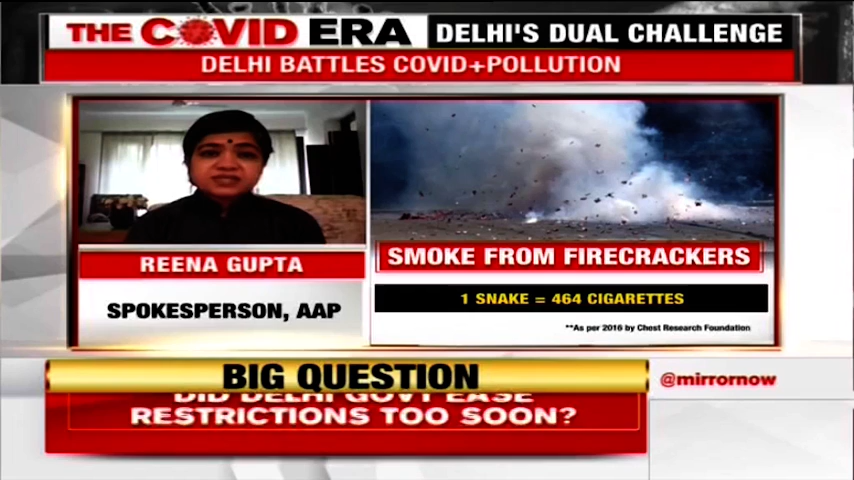 THE COVID ERA
DELHI'S DUAL CHALLENGE
DELHI BATTLES COVID+POLLUTION
REENA GUPTA
SPOKESPERSON, AAP
SMOKE FROM FIRECRACKERS
1 SNAKE = 464 CIGARETTES
**As per 2016 by Chest Research Foundation
BIG QUESTION
DID DELHI GOVT EASE
RESTRICTIONS TOO SOON?
@mirrornow